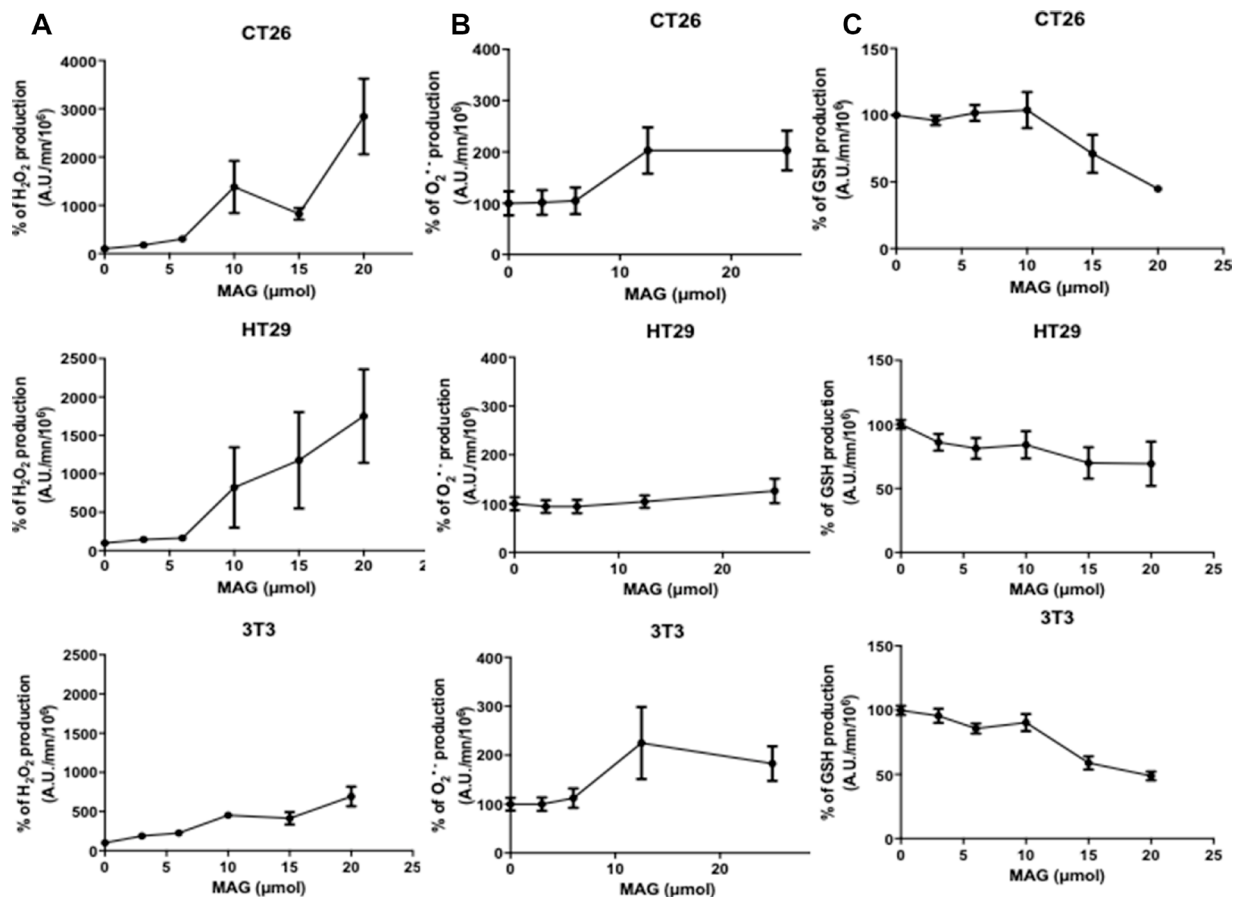 A
CT26
% of H₂O₂ production
(A.U./mn/10⁶)
4000
3000
2000
1000
0
0 5 10 15 20
MAG (µmol)
B
CT26
% of O₂•- production
(A.U./mn/10⁶)
400
300
200
100
0
0 10 20
MAG (µmol)
C
CT26
% of GSH production
(A.U./mn/10⁶)
150
100
50
0
0 5 10 15 20 25
MAG (µmol)
HT29
% of H₂O₂ production
(A.U./mn/10⁶)
2500
2000
1500
1000
500
0
0 5 10 15 20
MAG (µmol)
HT29
% of O₂•- production
(A.U./mn/10⁶)
400
300
200
100
0
0 10 20
MAG (µmol)
HT29
% of GSH production
(A.U./mn/10⁶)
150
100
50
0
0 5 10 15 20 25
MAG (µmol)
3T3
% of H₂O₂ production
(A.U./mn/10⁶)
2500
2000
1500
1000
500
0
0 5 10 15 20 25
MAG (µmol)
3T3
% of O₂•- production
(A.U./mn/10⁶)
400
300
200
100
0
0 10 20
MAG (µmol)
3T3
% of GSH production
(A.U./mn/10⁶)
150
100
50
0
0 5 10 15 20 25
MAG (µmol)